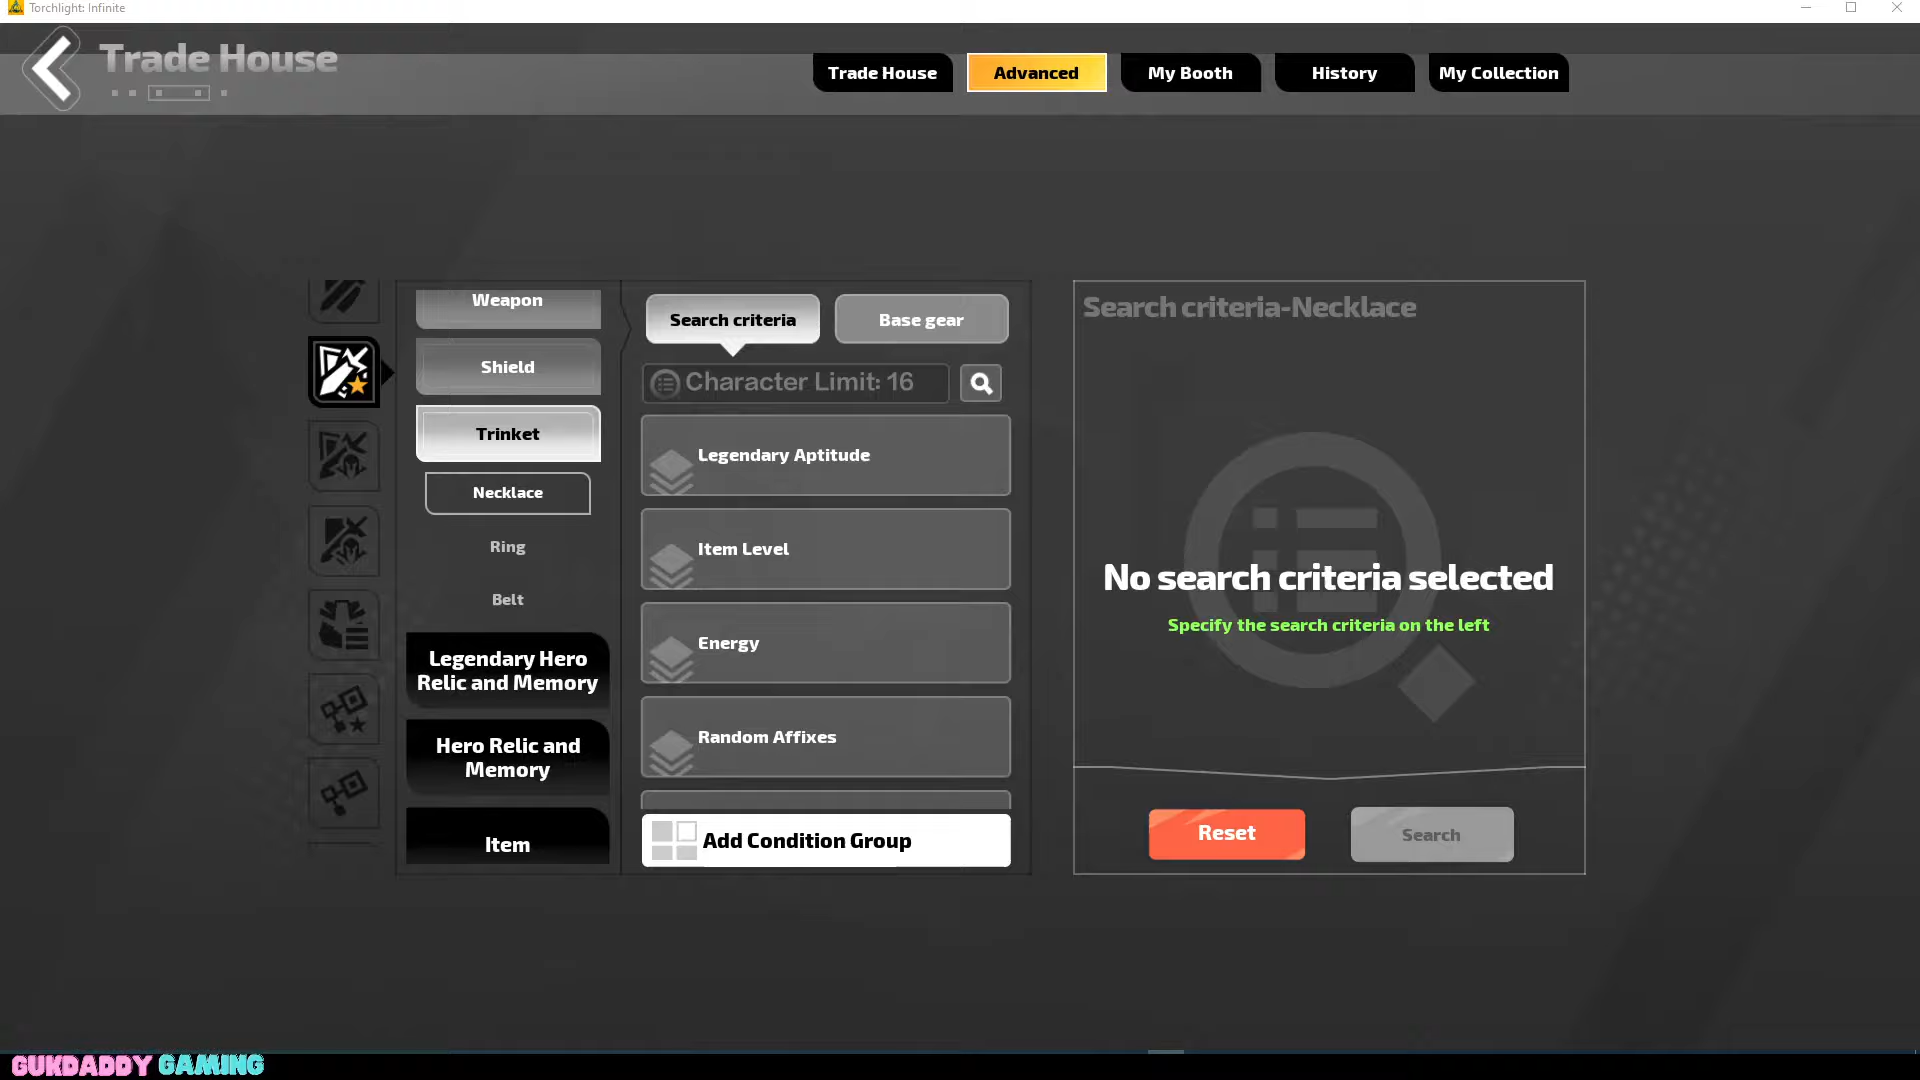 Torchlight: Infinite
Trade House
Trade House
Advanced
My Booth
History
My Collection
Weapon
Shield
Trinket
Necklace
Ring
Belt
Legendary Hero
Relic and Memory
Hero Relic and
Memory
Item
Search criteria
Base gear
Character Limit: 16
Legendary Aptitude
Item Level
Energy
Random Affixes
Add Condition Group
Search criteria-Necklace
No search criteria selected
Specify the search criteria on the left
Reset
Search
GUKDADDY GAMING